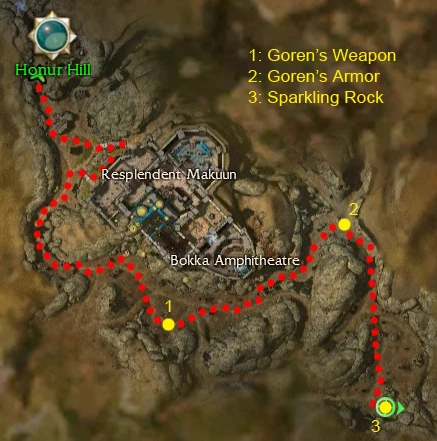 1: Goren's Weapon
2: Goren's Armor
3: Sparkling Rock
Honur Hill
Resplendent Makuun
2
Bokka Amphitheatre
1
3